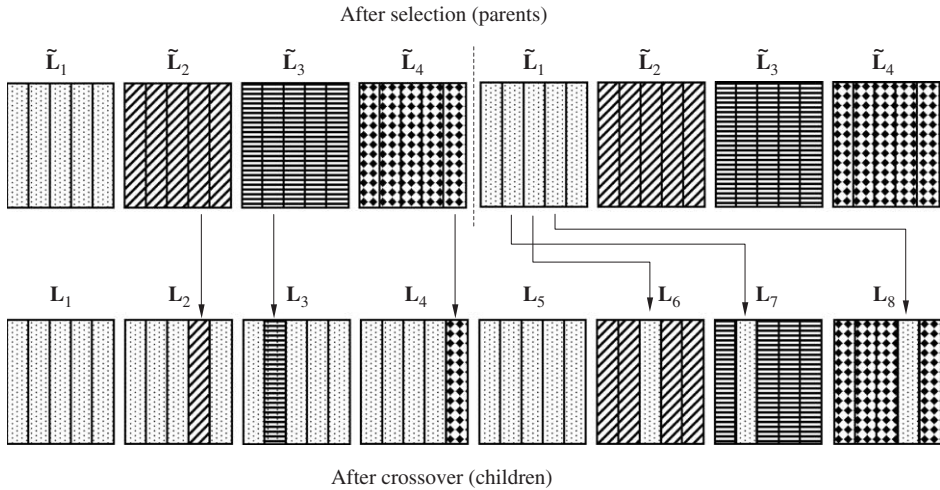 After selection (parents)
L̃₁ L̃₂ L̃₃ L̃₄ L̃₁ L̃₂ L̃₃ L̃₄
L₁ L₂ L₃ L₄ L₅ L₆ L₇ L₈
After crossover (children)